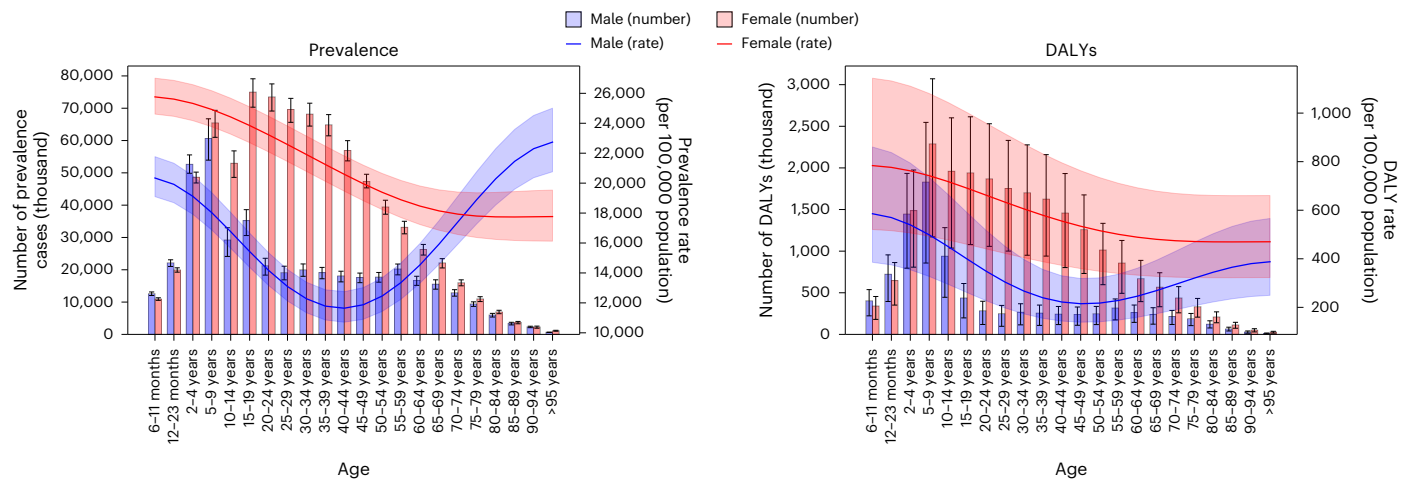 Male (number)
Female (number)
Male (rate)
Female (rate)
Prevalence
Number of prevalence
cases (thousand)
80,000
70,000
60,000
50,000
40,000
30,000
20,000
10,000
0
26,000
24,000
22,000
20,000
18,000
16,000
14,000
12,000
10,000
Prevalence rate
(per 100,000 population)
6–11 months
12–23 months
2–4 years
5–9 years
10–14 years
15–19 years
20–24 years
25–29 years
30–34 years
35–39 years
40–44 years
45–49 years
50–54 years
55–59 years
60–64 years
65–69 years
70–74 years
75–79 years
80–84 years
85–89 years
90–94 years
>95 years
Age
DALYs
Number of DALYs (thousand)
3,000
2,500
2,000
1,500
1,000
500
0
1,000
800
600
400
200
DALY rate
(per 100,000 population)
6–11 months
12–23 months
2–4 years
5–9 years
10–14 years
15–19 years
20–24 years
25–29 years
30–34 years
35–39 years
40–44 years
45–49 years
50–54 years
55–59 years
60–64 years
65–69 years
70–74 years
75–79 years
80–84 years
85–89 years
90–94 years
>95 years
Age